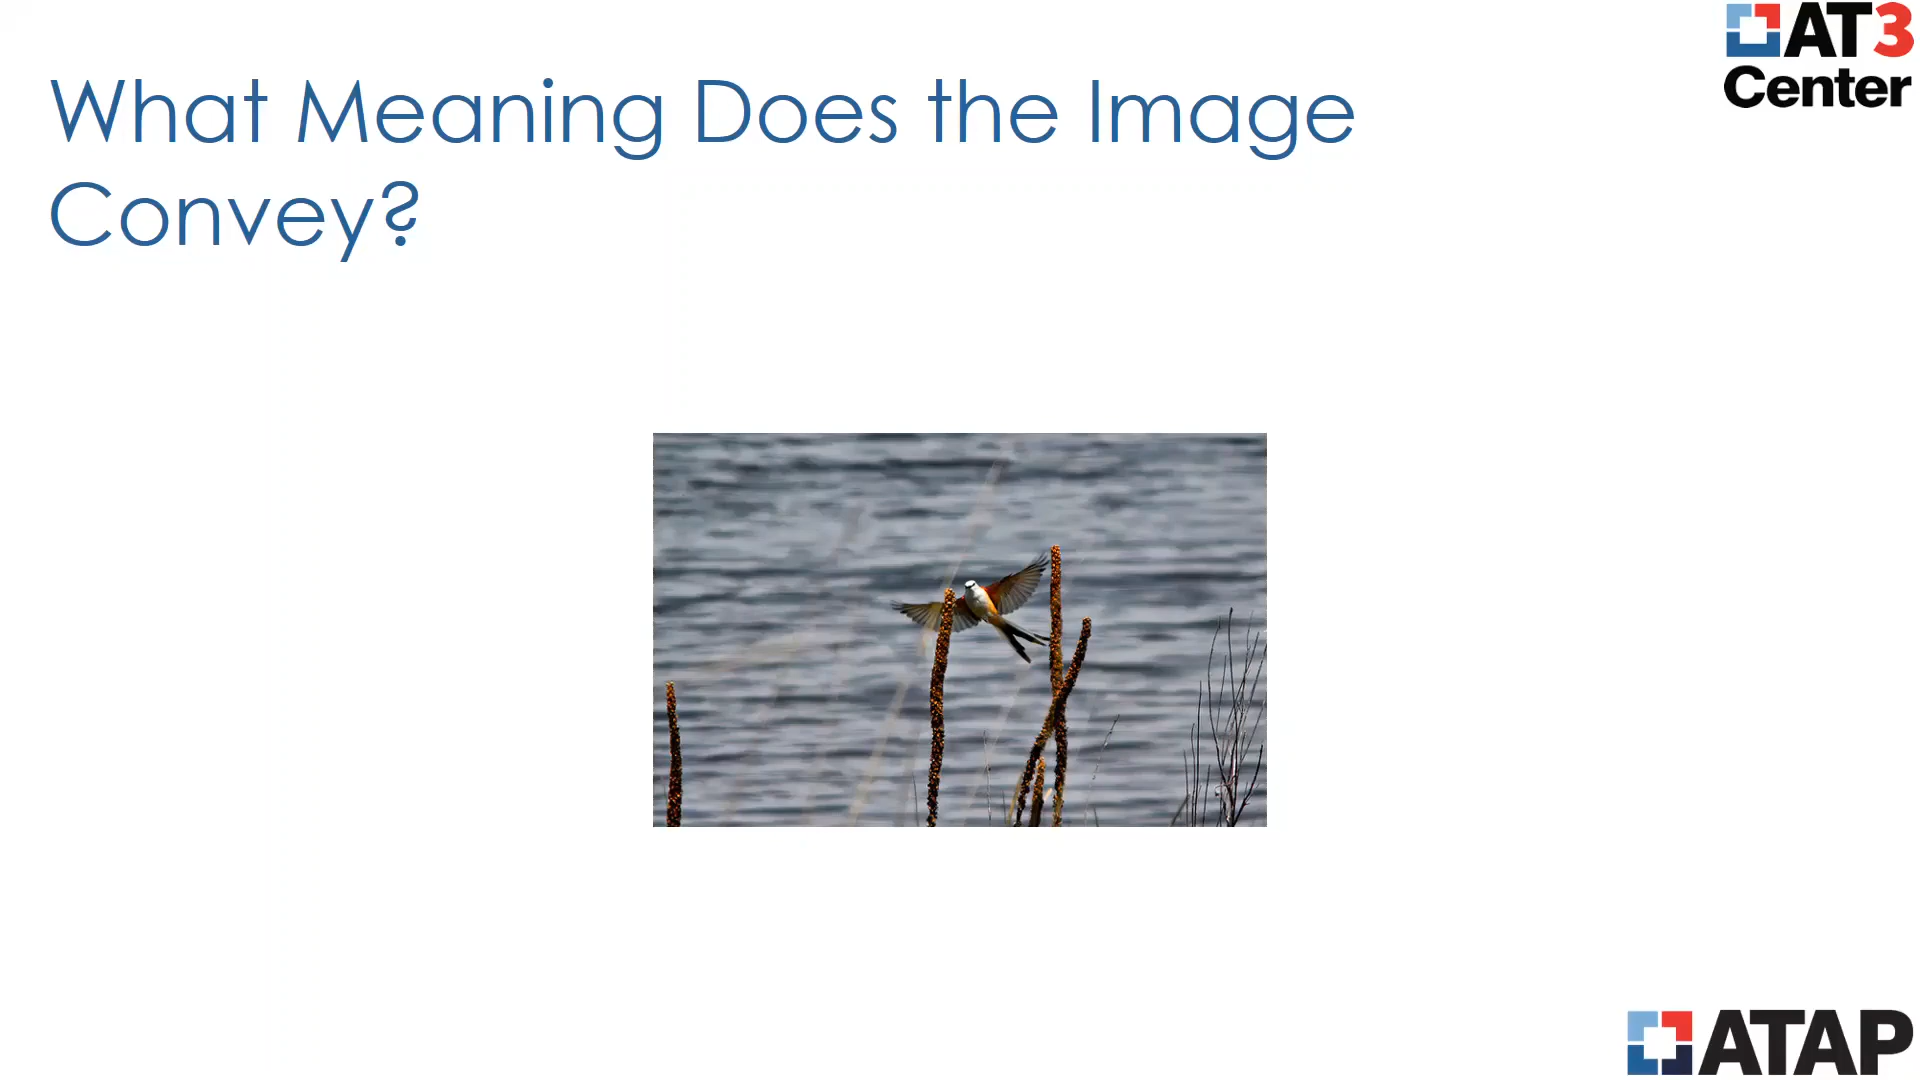 AT3
Center
What Meaning Does the Image
Convey?
ATAP